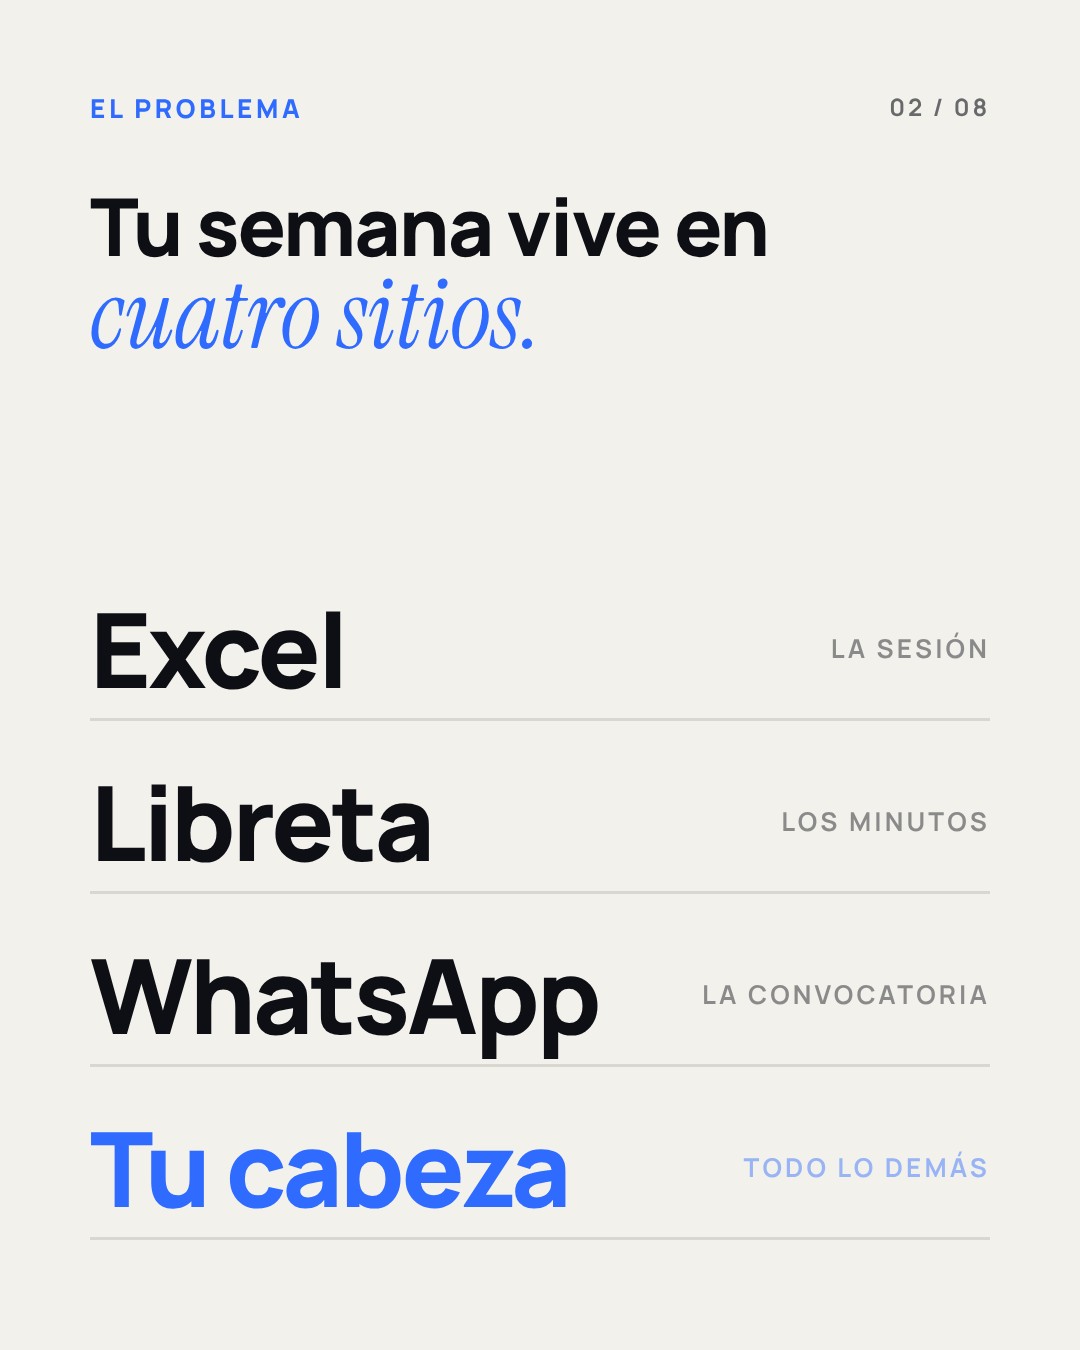 EL PROBLEMA
02 / 08
Tu semana vive en
cuatro sitios.
Excel
LA SESIÓN
Libreta
LOS MINUTOS
WhatsApp
LA CONVOCATORIA
Tu cabeza
TODO LO DEMÁS